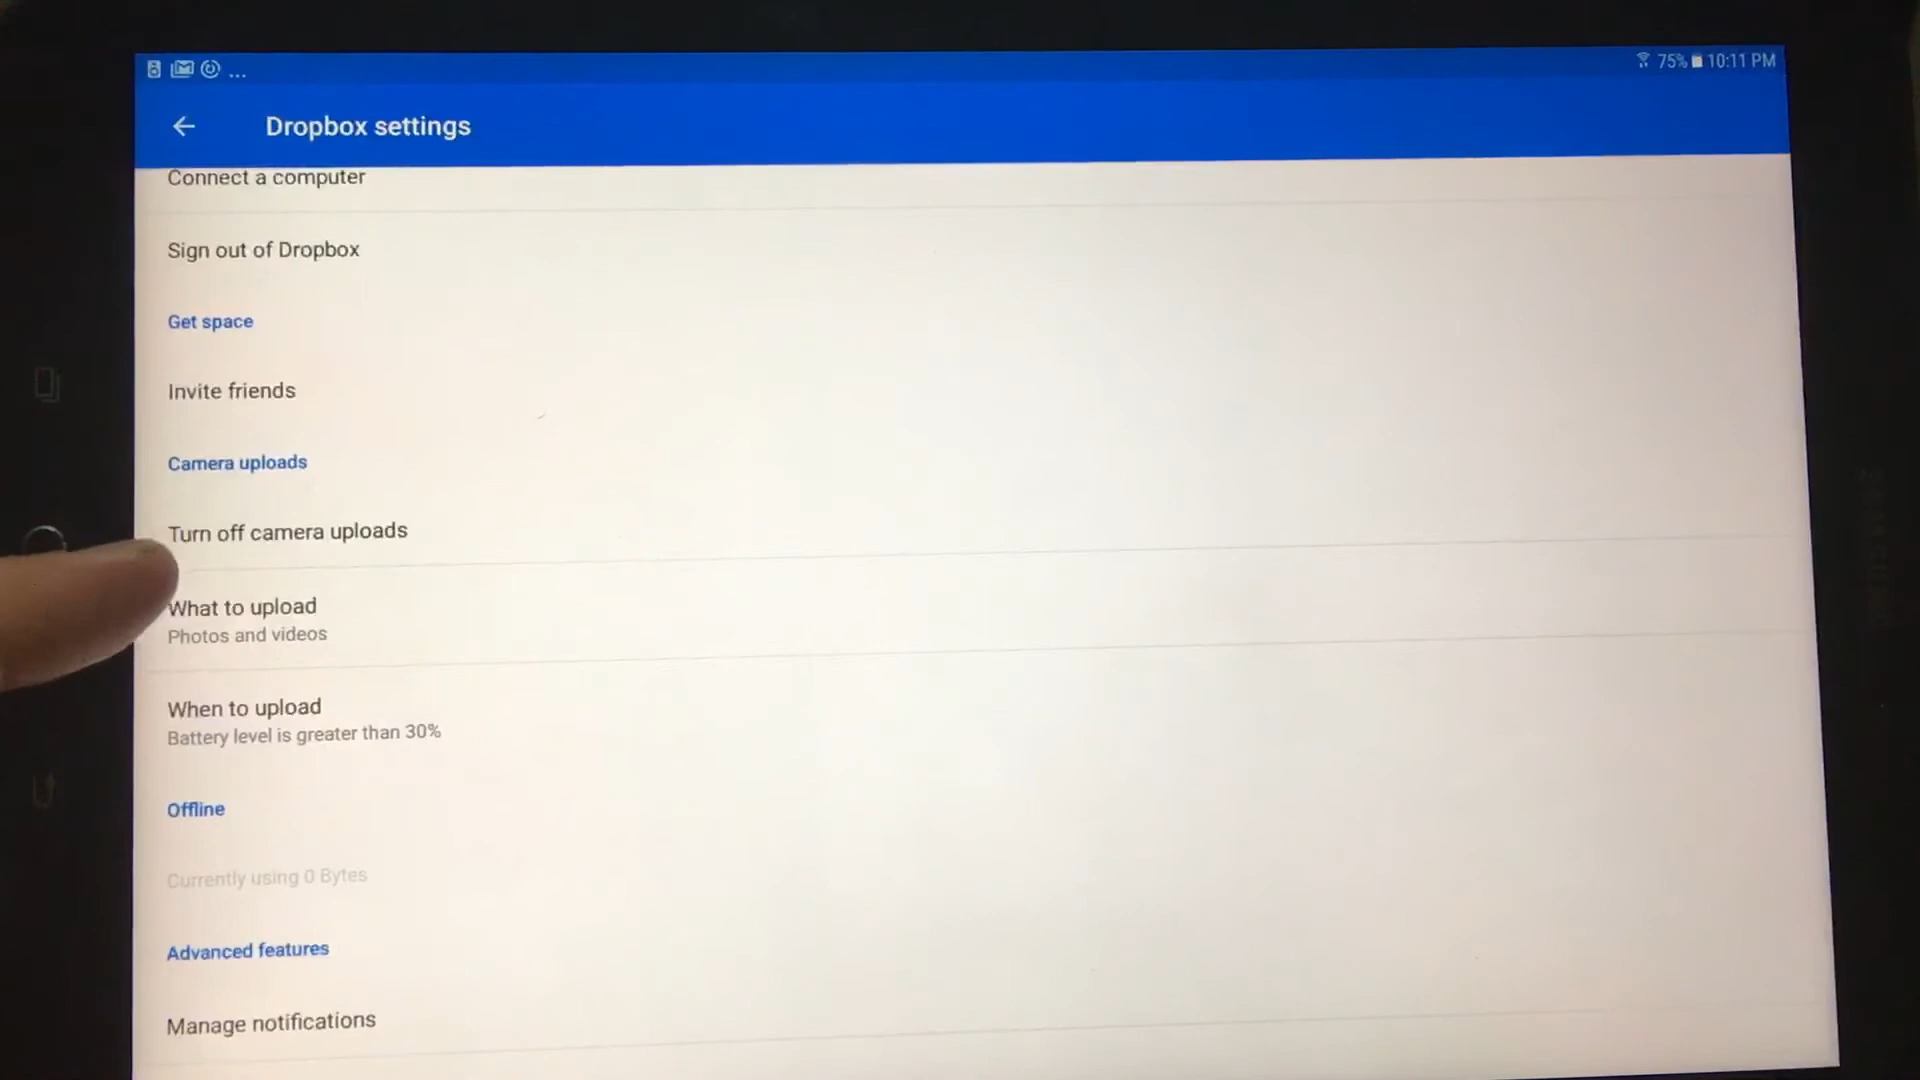 ... 75% 10:11 PM
Dropbox settings
Connect a computer
Sign out of Dropbox
Get space
Invite friends
Camera uploads
Turn off camera uploads
What to upload
Photos and videos
When to upload
Battery level is greater than 30%
Offline
Currently using 0 Bytes
Advanced features
Manage notifications